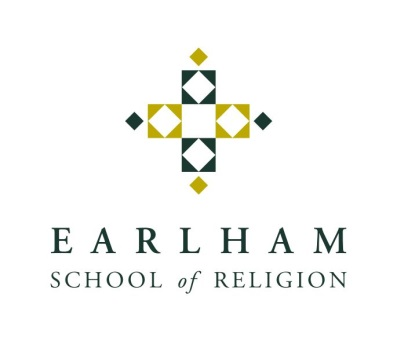 EARLHAM
SCHOOL of RELIGION